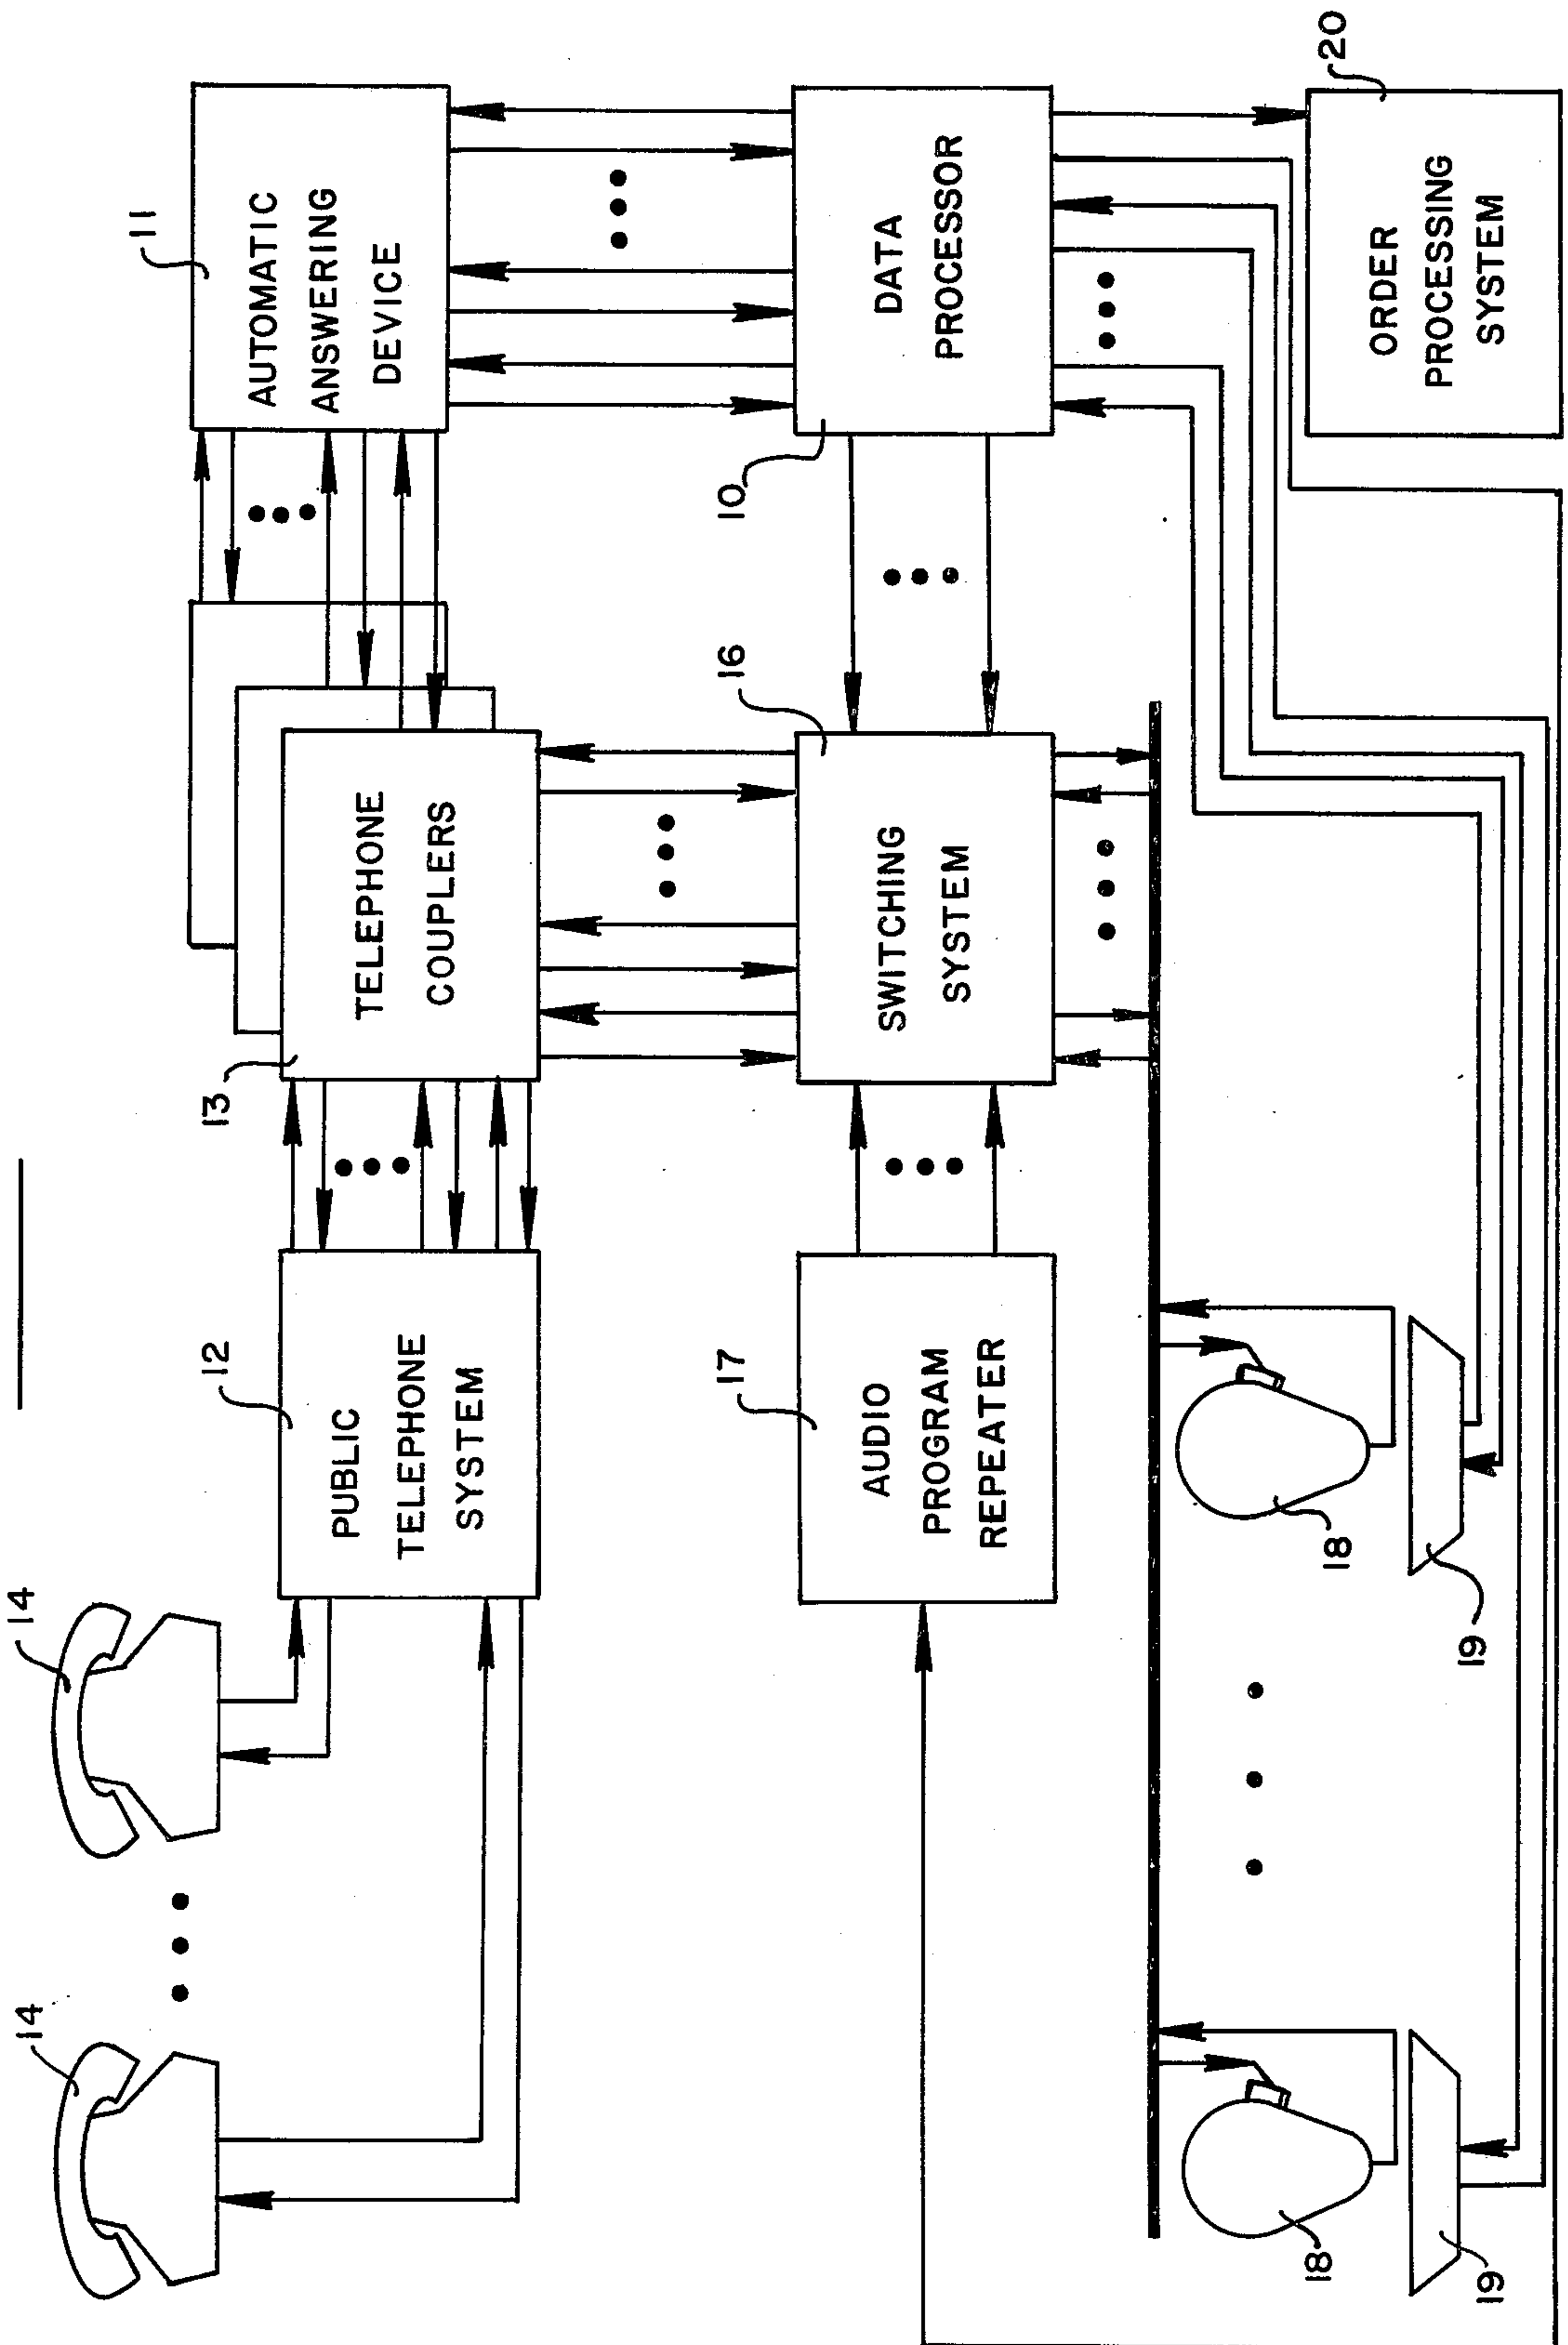 14
14
12
PUBLIC
TELEPHONE
SYSTEM
13
TELEPHONE
COUPLERS
11
AUTOMATIC
ANSWERING
DEVICE
17
AUDIO
PROGRAM
REPEATER
16
SWITCHING
SYSTEM
10
DATA
PROCESSOR
18
19
18
19
20
ORDER
PROCESSING
SYSTEM